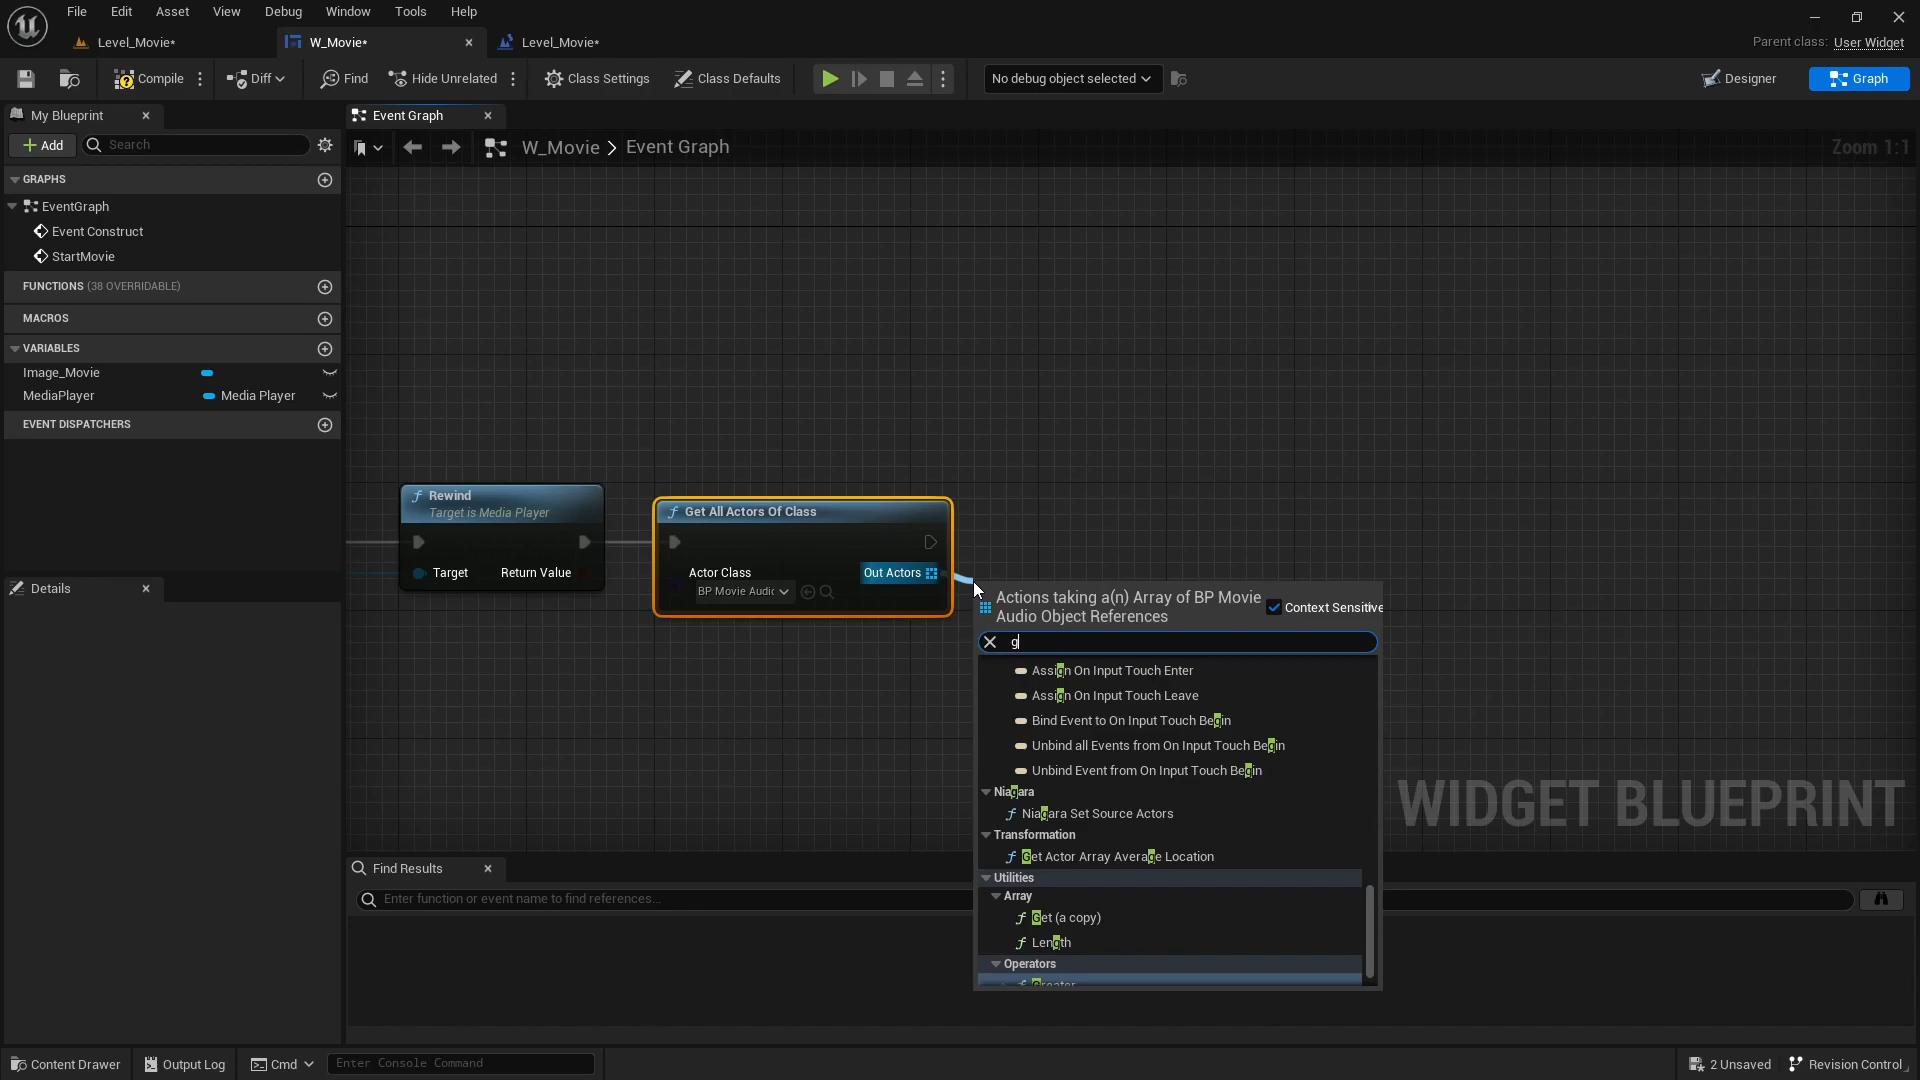 File Edit Asset View Debug Window Tools Help
Level_Movie* W_Movie* Level_Movie* Parent class: User Widget
Compile Diff Find Hide Unrelated Class Settings Class Defaults No debug object selected Designer Graph
My Blueprint Event Graph
Add Search W_Movie > Event Graph Zoom 1:1
GRAPHS
EventGraph
Event Construct
StartMovie
FUNCTIONS (38 OVERRIDABLE)
MACROS
VARIABLES
Image_Movie
MediaPlayer Media Player
EVENT DISPATCHERS
Details
Rewind
Target is Media Player
Target Return Value
Get All Actors Of Class
Actor Class Out Actors
BP Movie Audic
Actions taking a(n) Array of BP Movie
Audio Object References
Context Sensitive
g
Assign On Input Touch Enter
Assign On Input Touch Leave
Bind Event to On Input Touch Begin
Unbind all Events from On Input Touch Begin
Unbind Event from On Input Touch Begin
Niagara
Niagara Set Source Actors
Transformation
Get Actor Array Average Location
Utilities
Array
Get (a copy)
Length
Operators
Greater
WIDGET BLUEPRINT
Find Results
Enter function or event name to find references...
Content Drawer Output Log Cmd Enter Console Command 2 Unsaved Revision Control